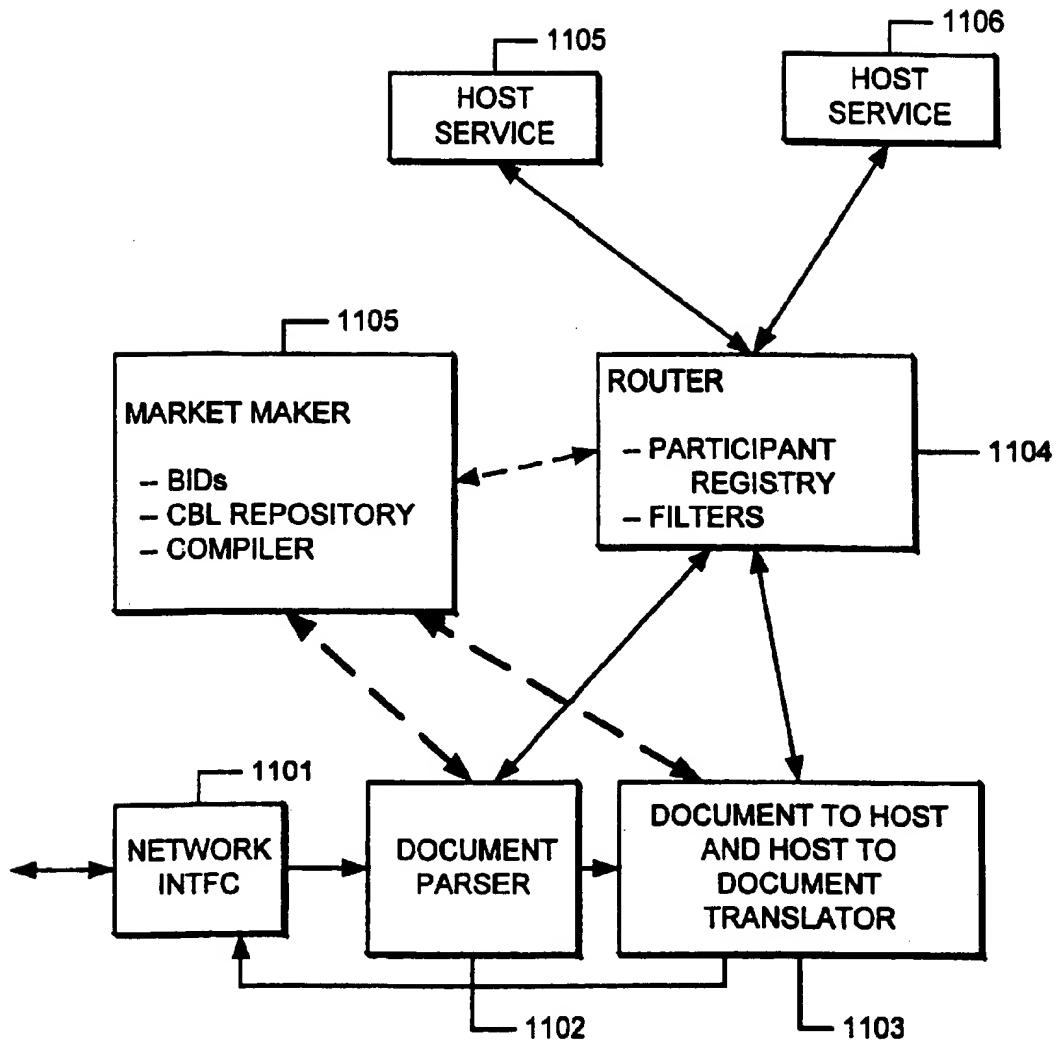 1105
HOST
SERVICE
1106
HOST
SERVICE
1105
MARKET MAKER
– BIDs
– CBL REPOSITORY
– COMPILER
ROUTER
– PARTICIPANT
REGISTRY
– FILTERS
1104
1101
NETWORK
INTFC
DOCUMENT
PARSER
DOCUMENT TO HOST
AND HOST TO
DOCUMENT
TRANSLATOR
1102
1103